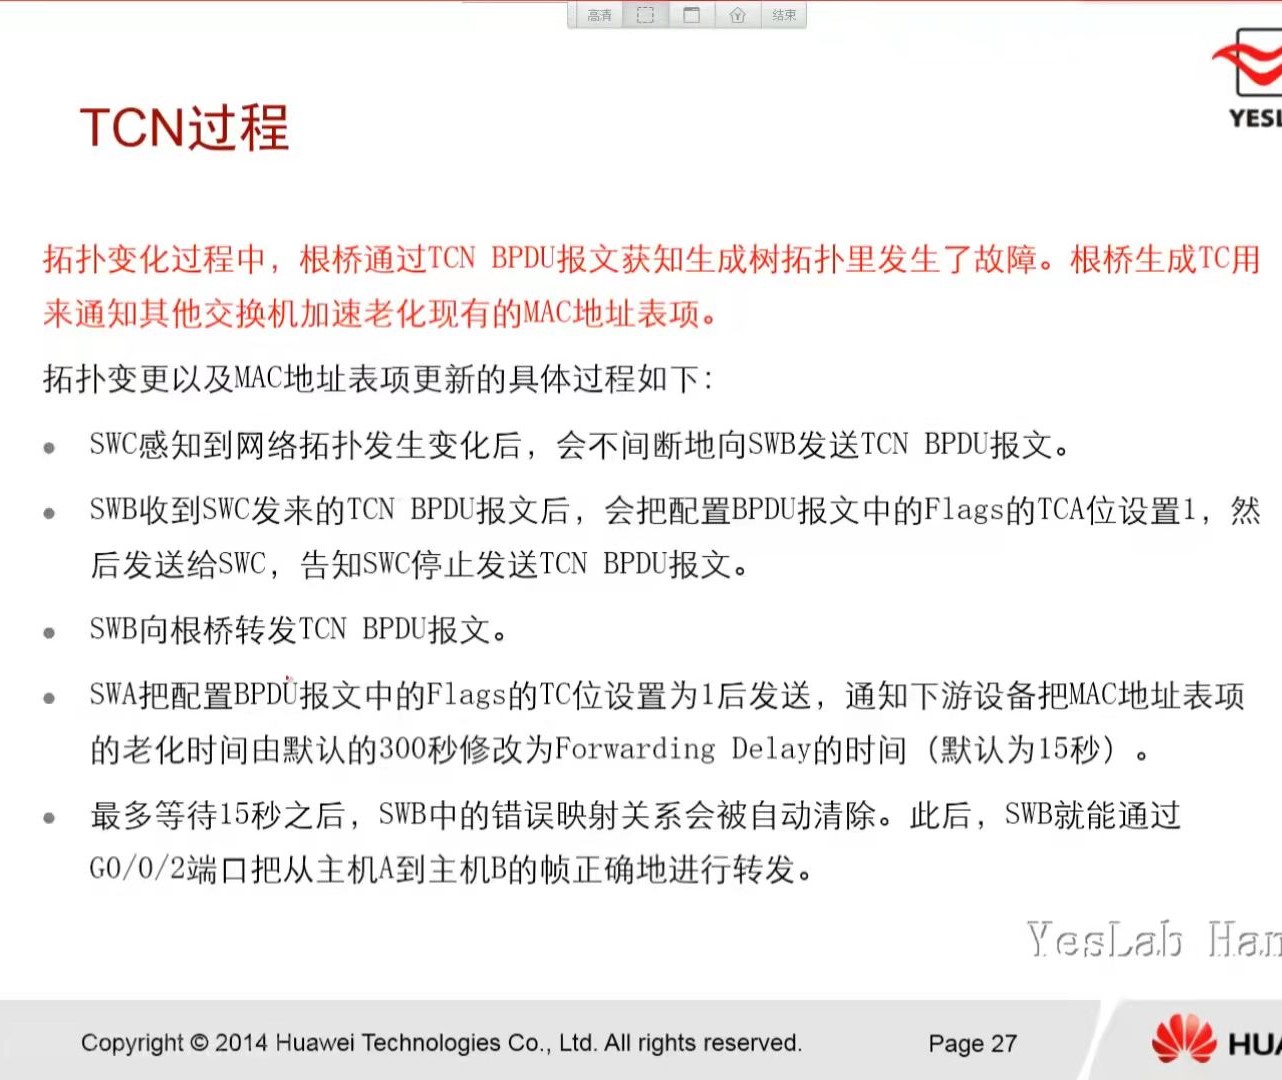 高清
结束
YESL
TCN过程
拓扑变化过程中，根桥通过TCN BPDU报文获知生成树拓扑里发生了故障。根桥生成TC用
来通知其他交换机加速老化现有的MAC地址表项。
拓扑变更以及MAC地址表项更新的具体过程如下：
SWC感知到网络拓扑发生变化后，会不间断地向SWB发送TCN BPDU报文。
SWB收到SWC发来的TCN BPDU报文后，会把配置BPDU报文中的Flags的TCA位设置1，然
后发送给SWC，告知SWC停止发送TCN BPDU报文。
SWB向根桥转发TCN BPDU报文。
SWA把配置BPDU报文中的Flags的TC位设置为1后发送，通知下游设备把MAC地址表项
的老化时间由默认的300秒修改为Forwarding Delay的时间（默认为15秒）。
最多等待15秒之后，SWB中的错误映射关系会被自动清除。此后，SWB就能通过
G0/0/2端口把从主机A到主机B的帧正确地进行转发。
YesLab Han
Copyright © 2014 Huawei Technologies Co., Ltd. All rights reserved.
Page 27
HUA